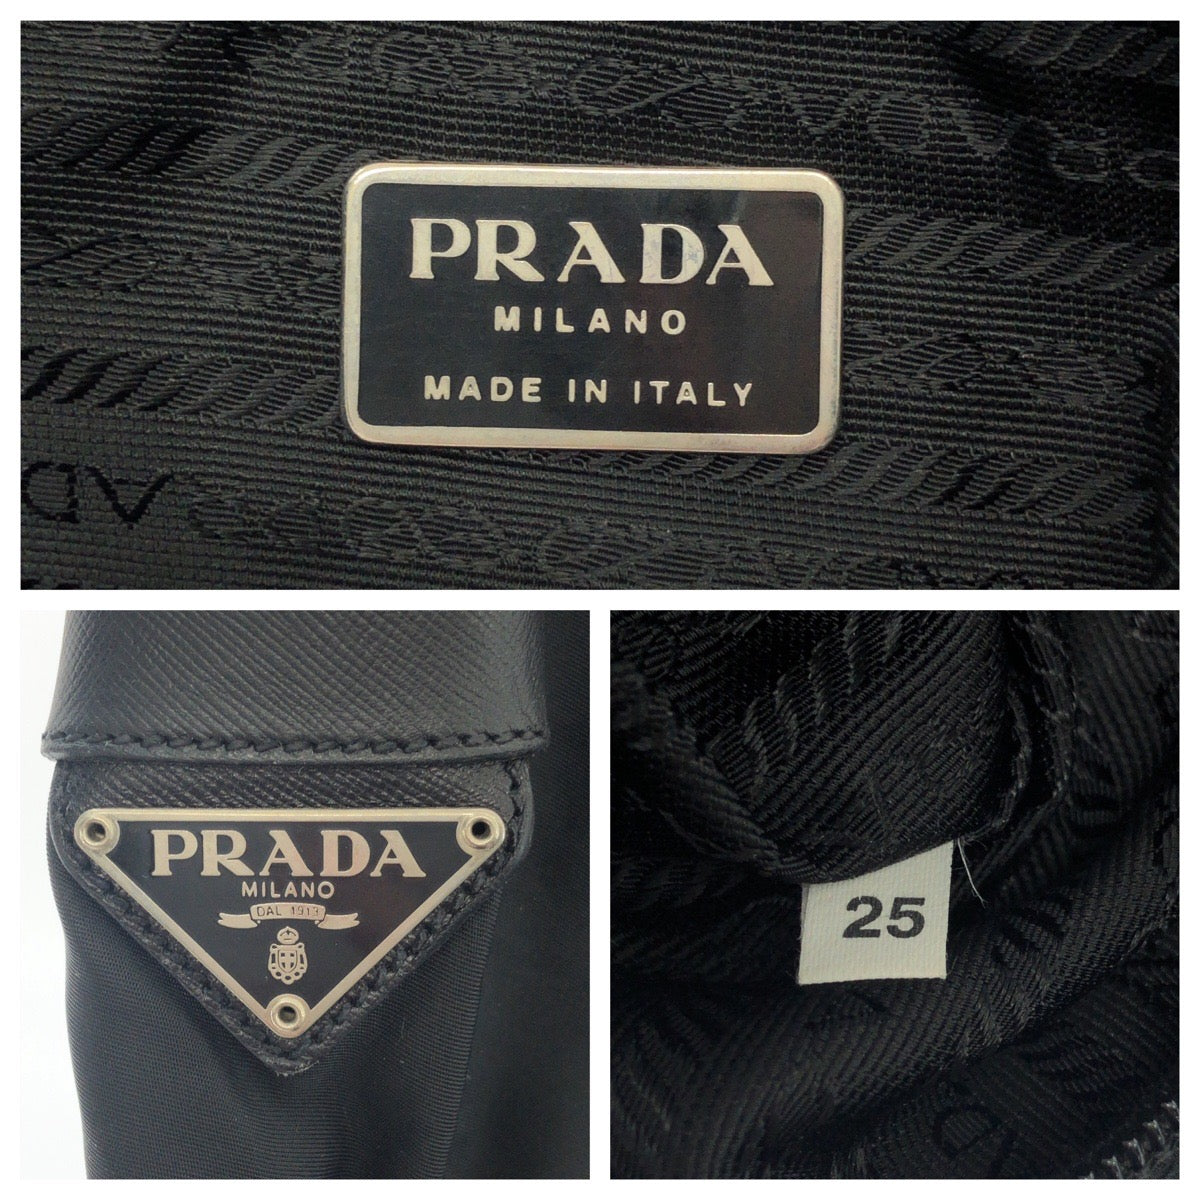 PRADA
MILANO
MADE IN ITALY
PRADA
MILANO
DAL 1913
25